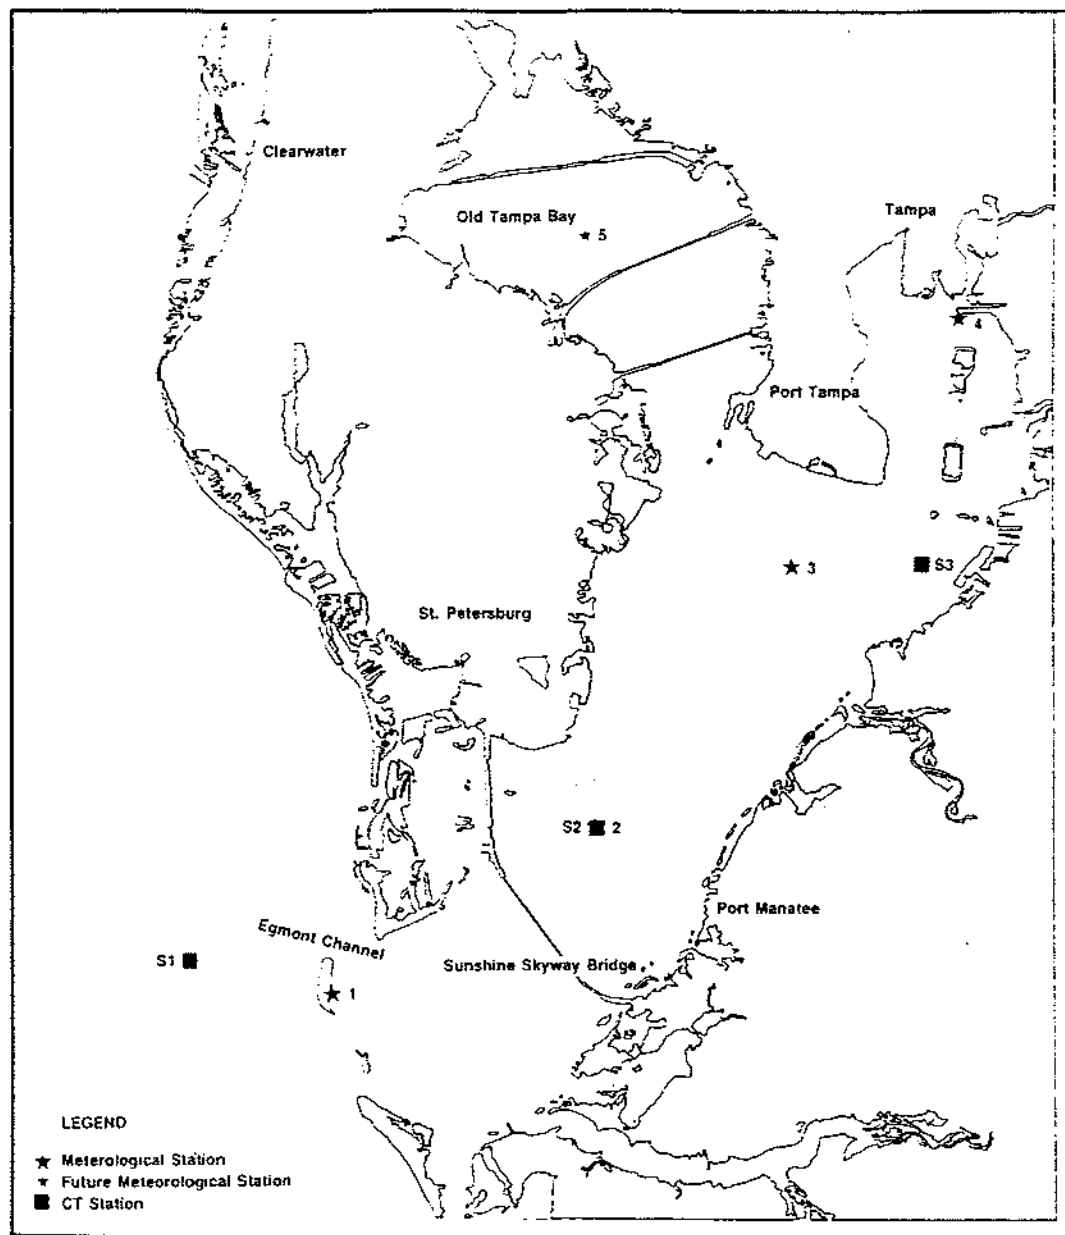 Clearwater
Old Tampa Bay
5
Tampa
4
Port Tampa
3
S3
St. Petersburg
S2
2
Port Manatee
Egmont Channel
Sunshine Skyway Bridge
S1
1
LEGEND
Meterological Station
Future Meteorological Station
CT Station